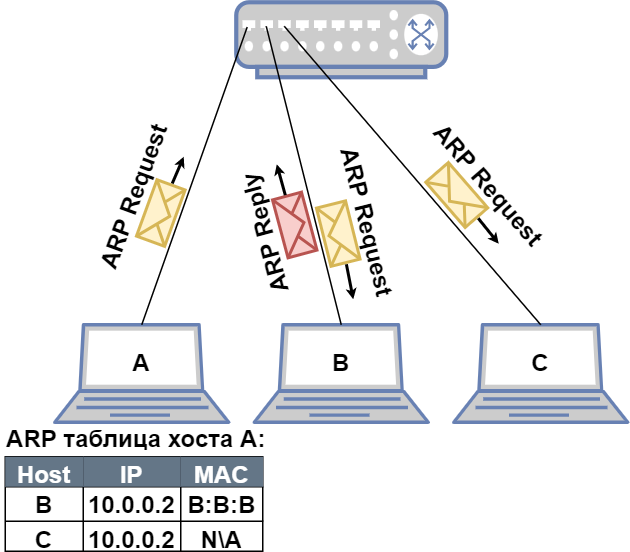 ARP Request
ARP Reply
ARP Request
ARP Request
A
B
C
ARP таблица хоста A:
Host IP MAC
B 10.0.0.2 B:B:B
C 10.0.0.2 N\A